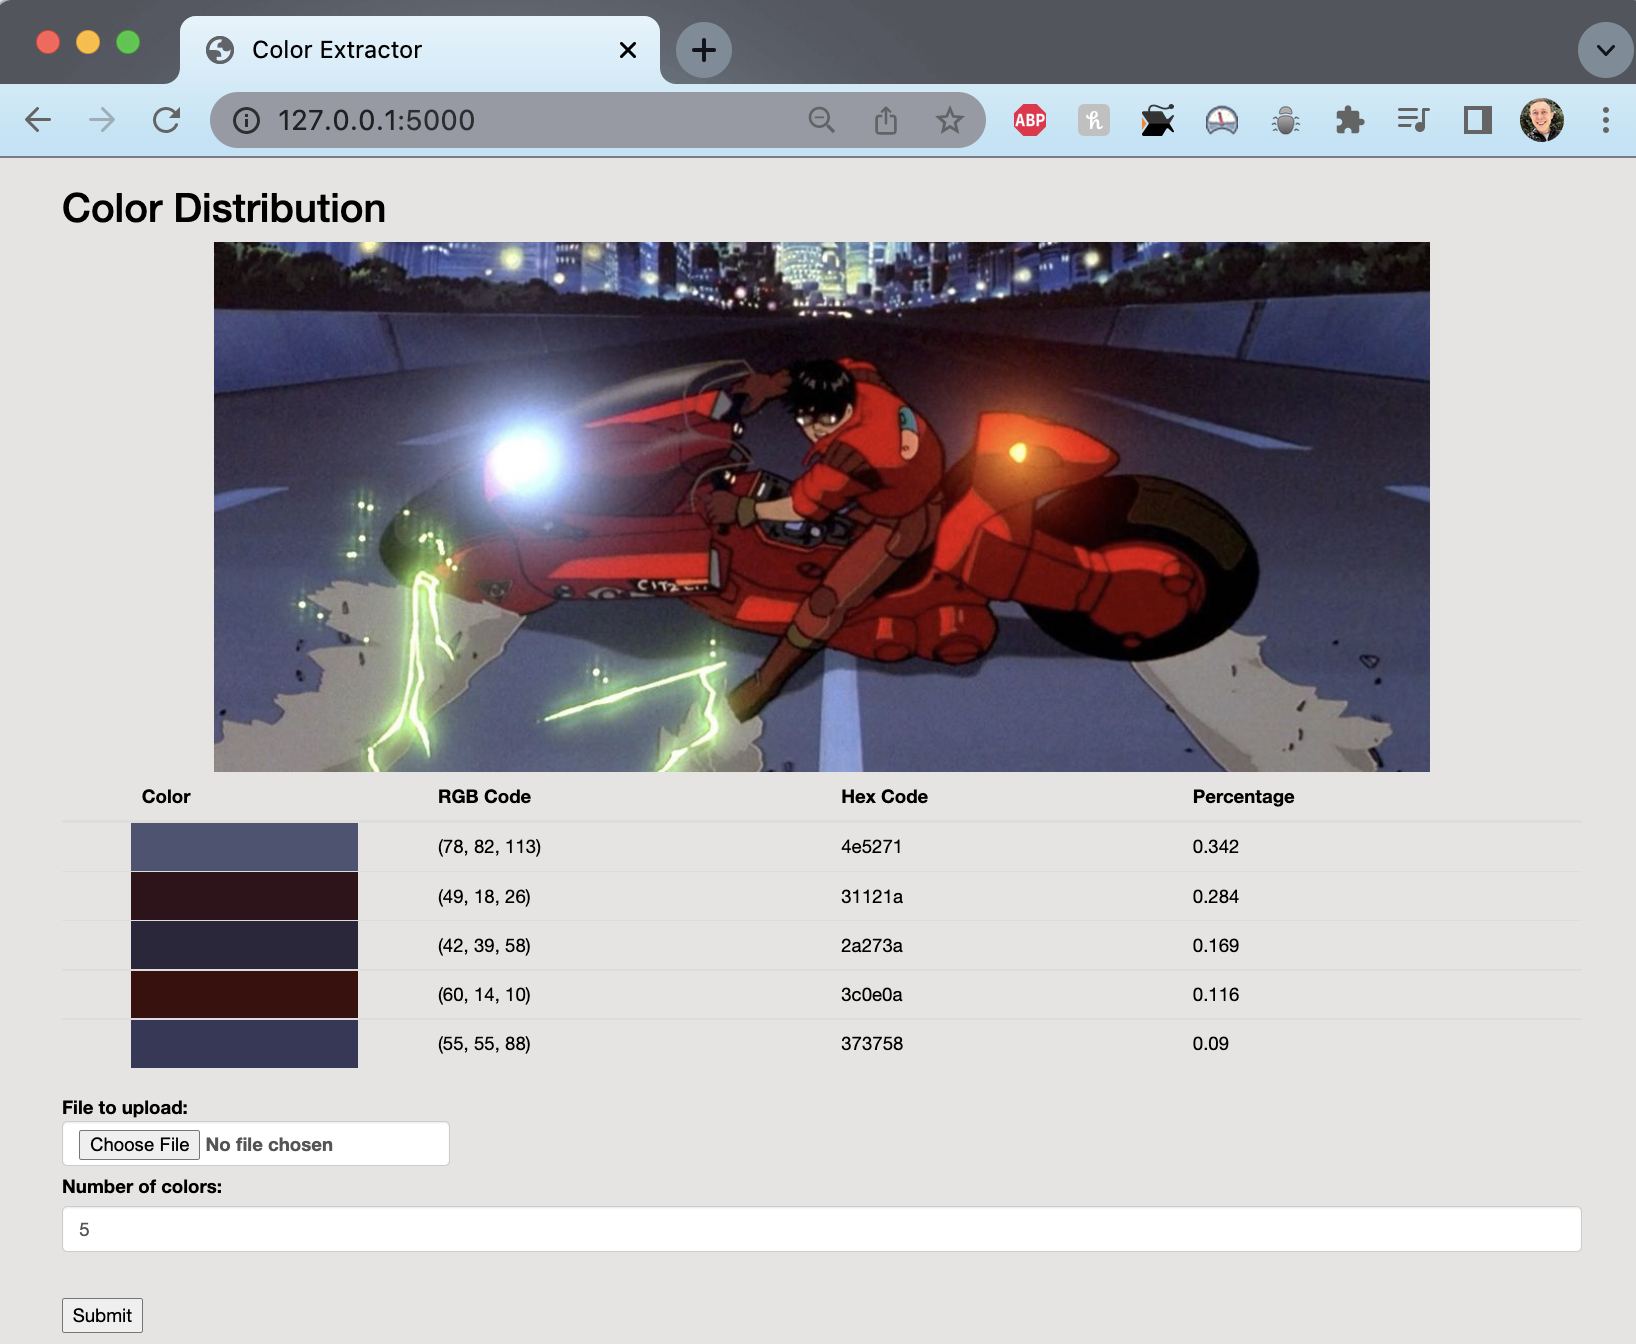 Color Extractor
127.0.0.1:5000
ABP
Color Distribution
Color RGB Code Hex Code Percentage
(78, 82, 113) 4e5271 0.342
(49, 18, 26) 31121a 0.284
(42, 39, 58) 2a273a 0.169
(60, 14, 10) 3c0e0a 0.116
(55, 55, 88) 373758 0.09
File to upload:
Choose File No file chosen
Number of colors:
5
Submit